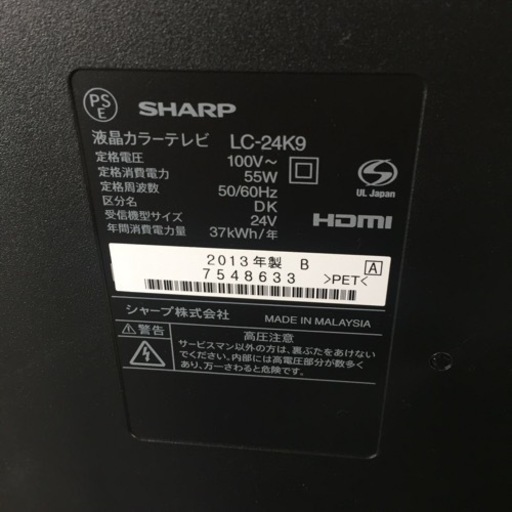 PS E
SHARP
液晶カラーテレビ LC-24K9
定格電圧 100V～
定格消費電力 55W
定格周波数 50/60Hz
区分名 DK
受信機型サイズ 24V
年間消費電力量 37kWh/年
UL Japan
HDMI
2013年製 B A
7548633 >PET<
シャープ株式会社 MADE IN MALAYSIA
⚠警告 高圧注意
サービスマン以外の方は、裏ぶたをあけない
でください。内部には高電圧部分が数多く
あり、万一さわると危険です。